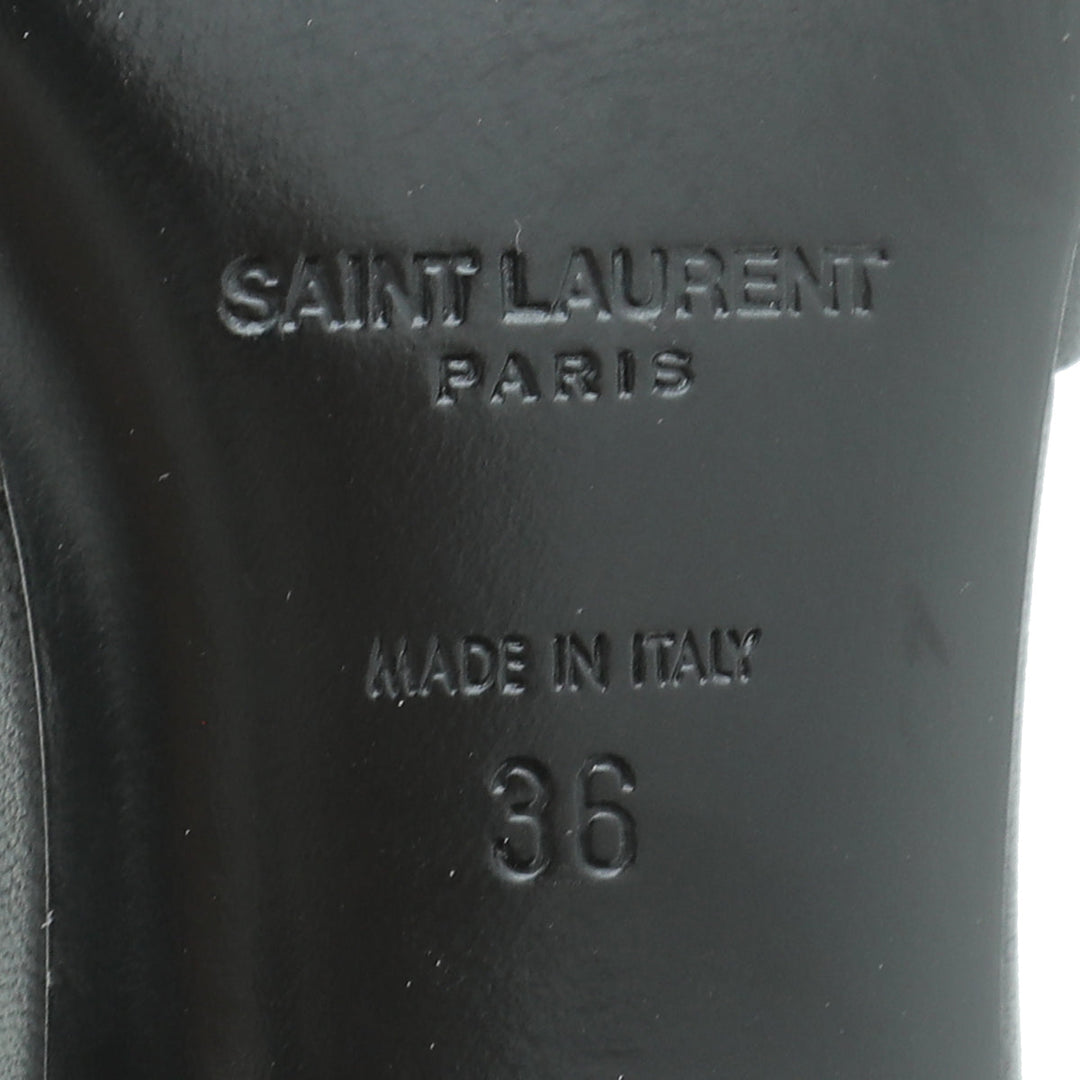 SAINT LAURENT
PARIS
MADE IN ITALY
36